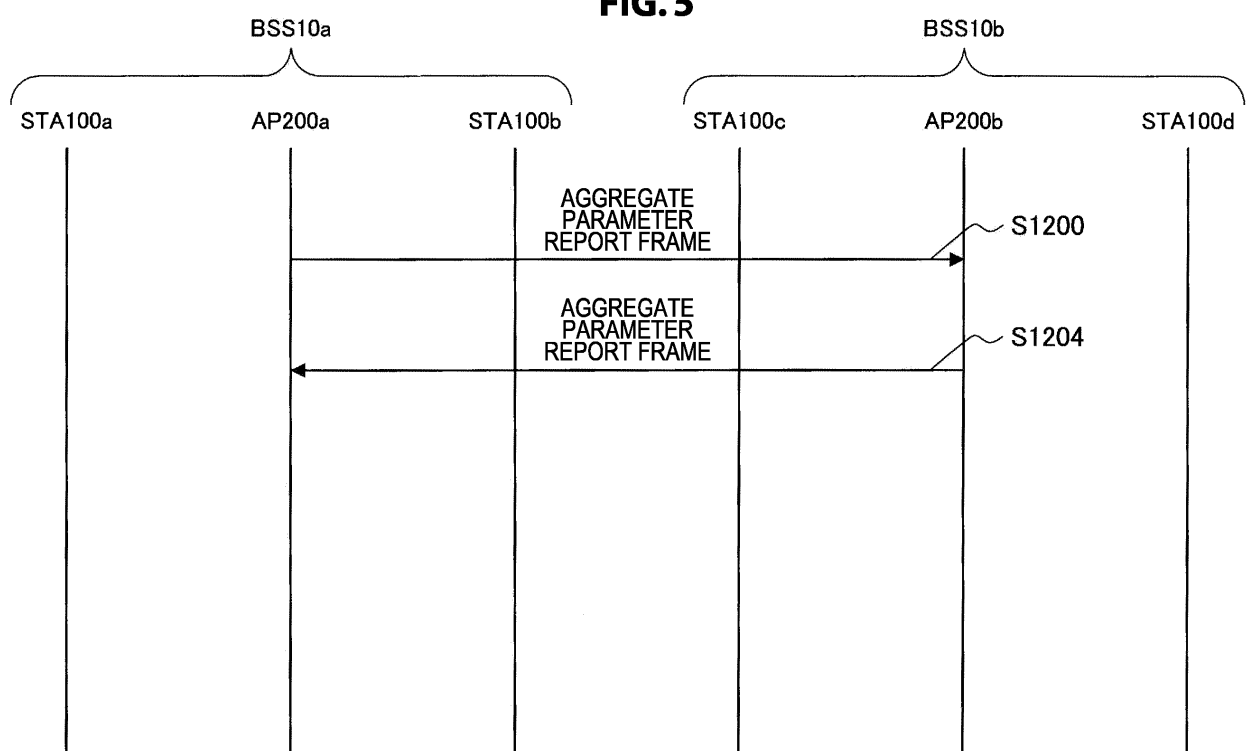 FIG. 5
BSS10a
BSS10b
STA100a
AP200a
STA100b
STA100c
AP200b
STA100d
AGGREGATE
PARAMETER
REPORT FRAME
S1200
AGGREGATE
PARAMETER
REPORT FRAME
S1204